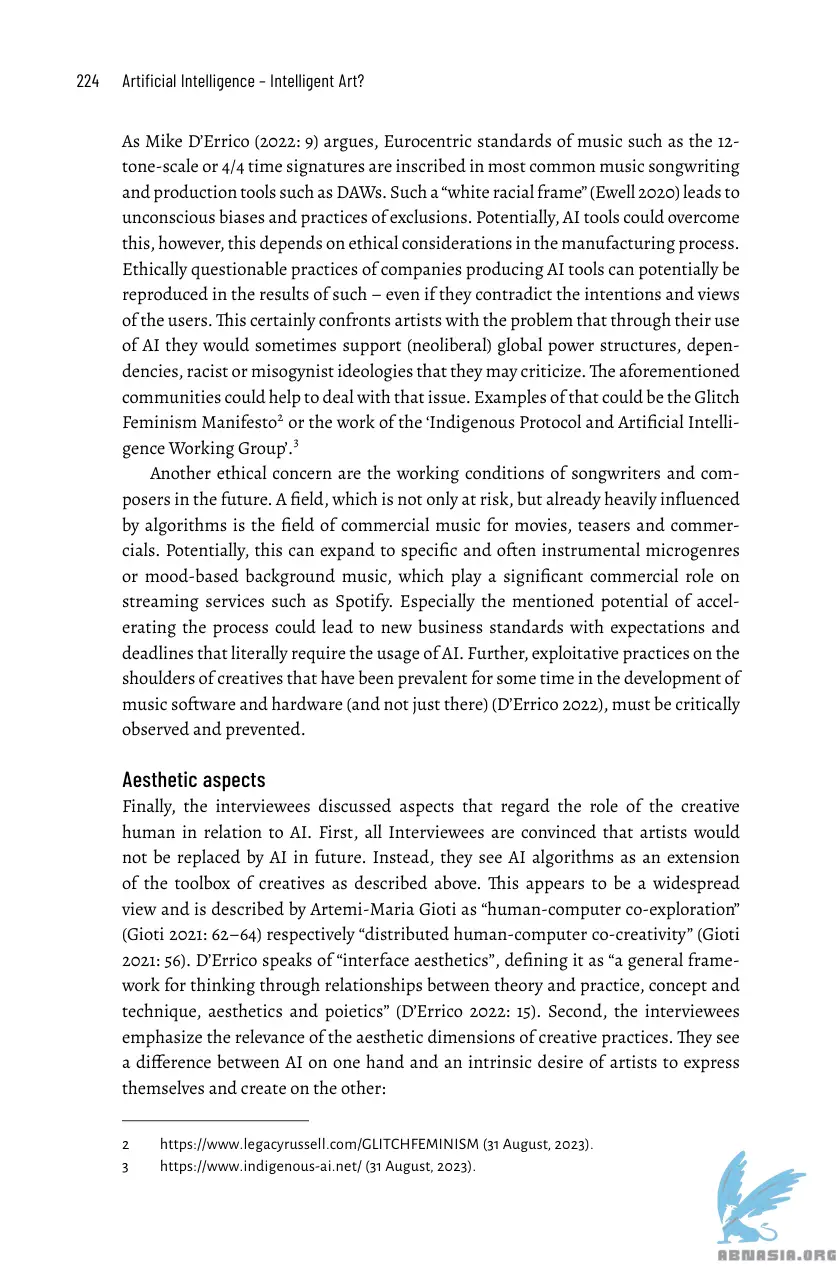 224 Artificial Intelligence – Intelligent Art?
As Mike D’Errico (2022: 9) argues, Eurocentric standards of music such as the 12-
tone-scale or 4/4 time signatures are inscribed in most common music songwriting
and production tools such as DAWs. Such a “white racial frame” (Ewell 2020) leads to
unconscious biases and practices of exclusions. Potentially, AI tools could overcome
this, however, this depends on ethical considerations in the manufacturing process.
Ethically questionable practices of companies producing AI tools can potentially be
reproduced in the results of such – even if they contradict the intentions and views
of the users. This certainly confronts artists with the problem that through their use
of AI they would sometimes support (neoliberal) global power structures, depen-
dencies, racist or misogynist ideologies that they may criticize. The aforementioned
communities could help to deal with that issue. Examples of that could be the Glitch
Feminism Manifesto² or the work of the ‘Indigenous Protocol and Artificial Intelli-
gence Working Group’.³
Another ethical concern are the working conditions of songwriters and com-
posers in the future. A field, which is not only at risk, but already heavily influenced
by algorithms is the field of commercial music for movies, teasers and commer-
cials. Potentially, this can expand to specific and often instrumental microgenres
or mood-based background music, which play a significant commercial role on
streaming services such as Spotify. Especially the mentioned potential of accel-
erating the process could lead to new business standards with expectations and
deadlines that literally require the usage of AI. Further, exploitative practices on the
shoulders of creatives that have been prevalent for some time in the development of
music software and hardware (and not just there) (D’Errico 2022), must be critically
observed and prevented.
Aesthetic aspects
Finally, the interviewees discussed aspects that regard the role of the creative
human in relation to AI. First, all Interviewees are convinced that artists would
not be replaced by AI in future. Instead, they see AI algorithms as an extension
of the toolbox of creatives as described above. This appears to be a widespread
view and is described by Artemi-Maria Gioti as “human-computer co-exploration”
(Gioti 2021: 62–64) respectively “distributed human-computer co-creativity” (Gioti
2021: 56). D’Errico speaks of “interface aesthetics”, defining it as “a general frame-
work for thinking through relationships between theory and practice, concept and
technique, aesthetics and poietics” (D’Errico 2022: 15). Second, the interviewees
emphasize the relevance of the aesthetic dimensions of creative practices. They see
a difference between AI on one hand and an intrinsic desire of artists to express
themselves and create on the other:
2 https://www.legacyrussell.com/GLITCHFEMINISM (31 August, 2023).
3 https://www.indigenous-ai.net/ (31 August, 2023).
ABNASIA.ORG